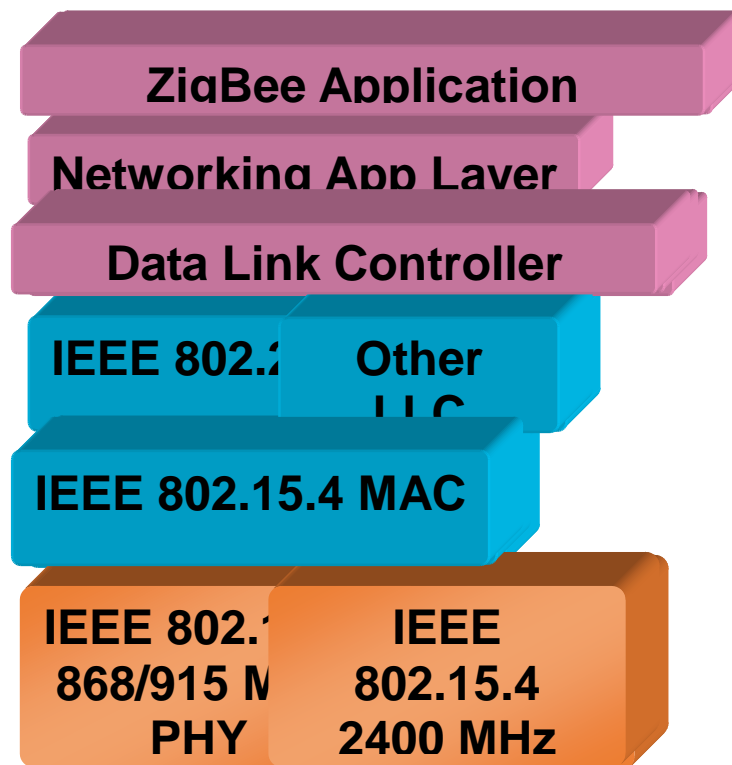 ZigBee Application
Networking App Layer
Data Link Controller
IEEE 802.2
Other
LLC
IEEE 802.15.4 MAC
IEEE 802.1
868/915 M
PHY
IEEE
802.15.4
2400 MHz